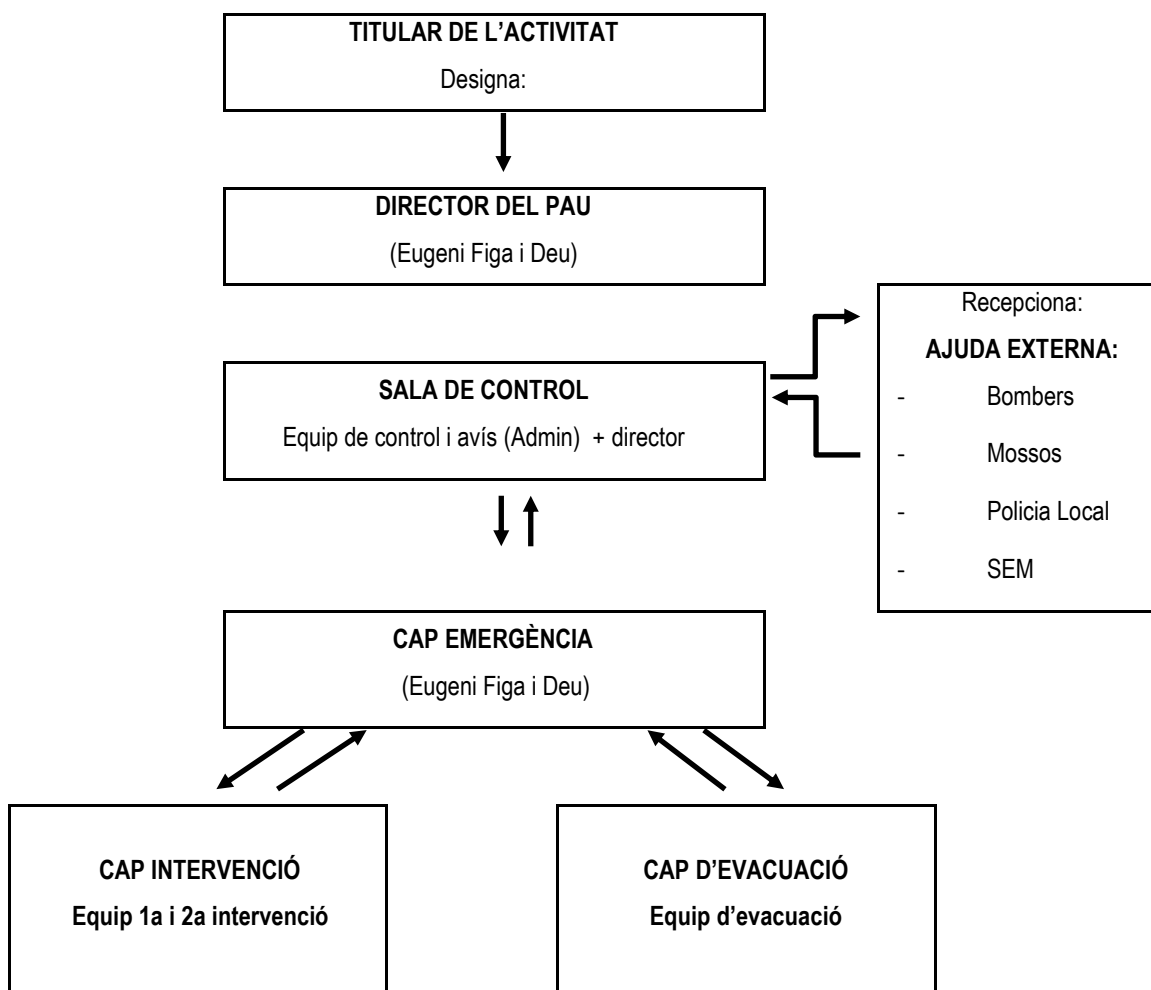 TITULAR DE L’ACTIVITAT
Designa:
DIRECTOR DEL PAU
(Eugeni Figa i Deu)
Recepciona:
AJUDA EXTERNA:
- Bombers
- Mossos
- Policia Local
- SEM
SALA DE CONTROL
Equip de control i avís (Admin) + director
CAP EMERGÈNCIA
(Eugeni Figa i Deu)
CAP INTERVENCIÓ
Equip 1a i 2a intervenció
CAP D’EVACUACIÓ
Equip d’evacuació